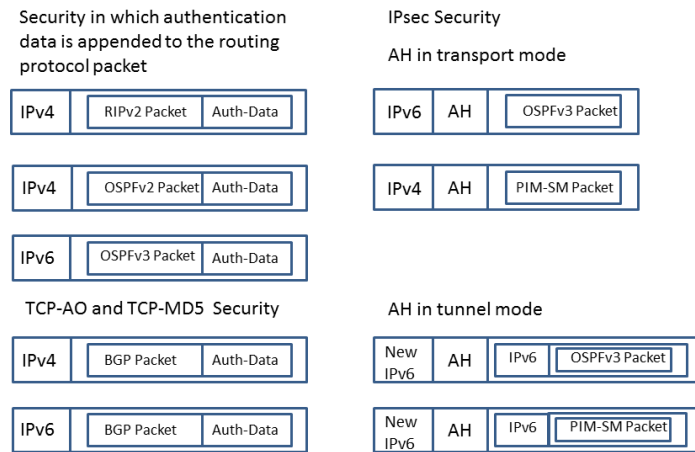 Security in which authentication
data is appended to the routing
protocol packet
IPv4 RIPv2 Packet Auth-Data
IPv4 OSPFv2 Packet Auth-Data
IPv6 OSPFv3 Packet Auth-Data
TCP-AO and TCP-MD5 Security
IPv4 BGP Packet Auth-Data
IPv6 BGP Packet Auth-Data
IPsec Security
AH in transport mode
IPv6 AH OSPFv3 Packet
IPv4 AH PIM-SM Packet
AH in tunnel mode
New
IPv6 AH IPv6 OSPFv3 Packet
New
IPv6 AH IPv6 PIM-SM Packet